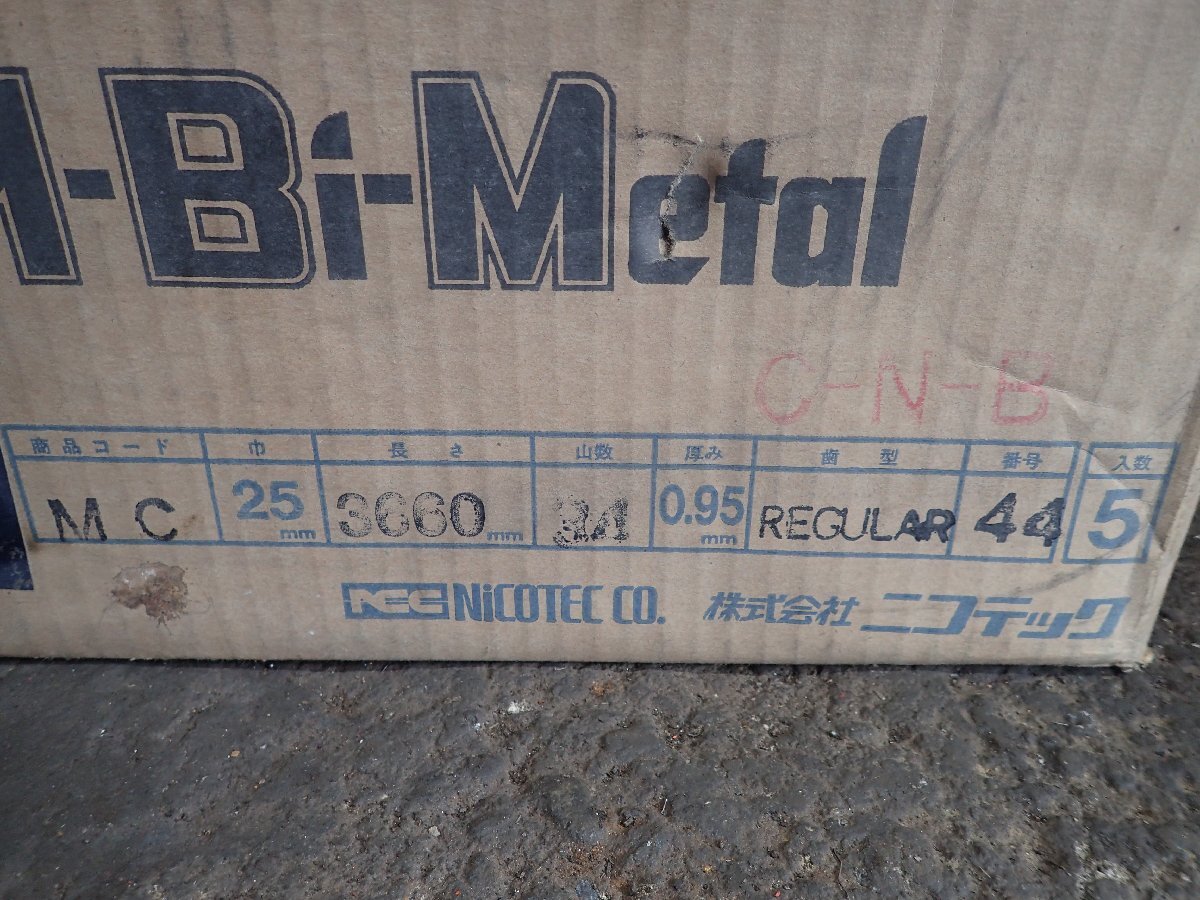 M-Bi-Metal
C-N-B
商品コード 巾 長さ 山数 厚み 歯型 番号 入数
MC 25mm 3660mm 34 0.95mm REGULAR 44 5
NCC NiCOTEC CO. 株式会社 ニコテック